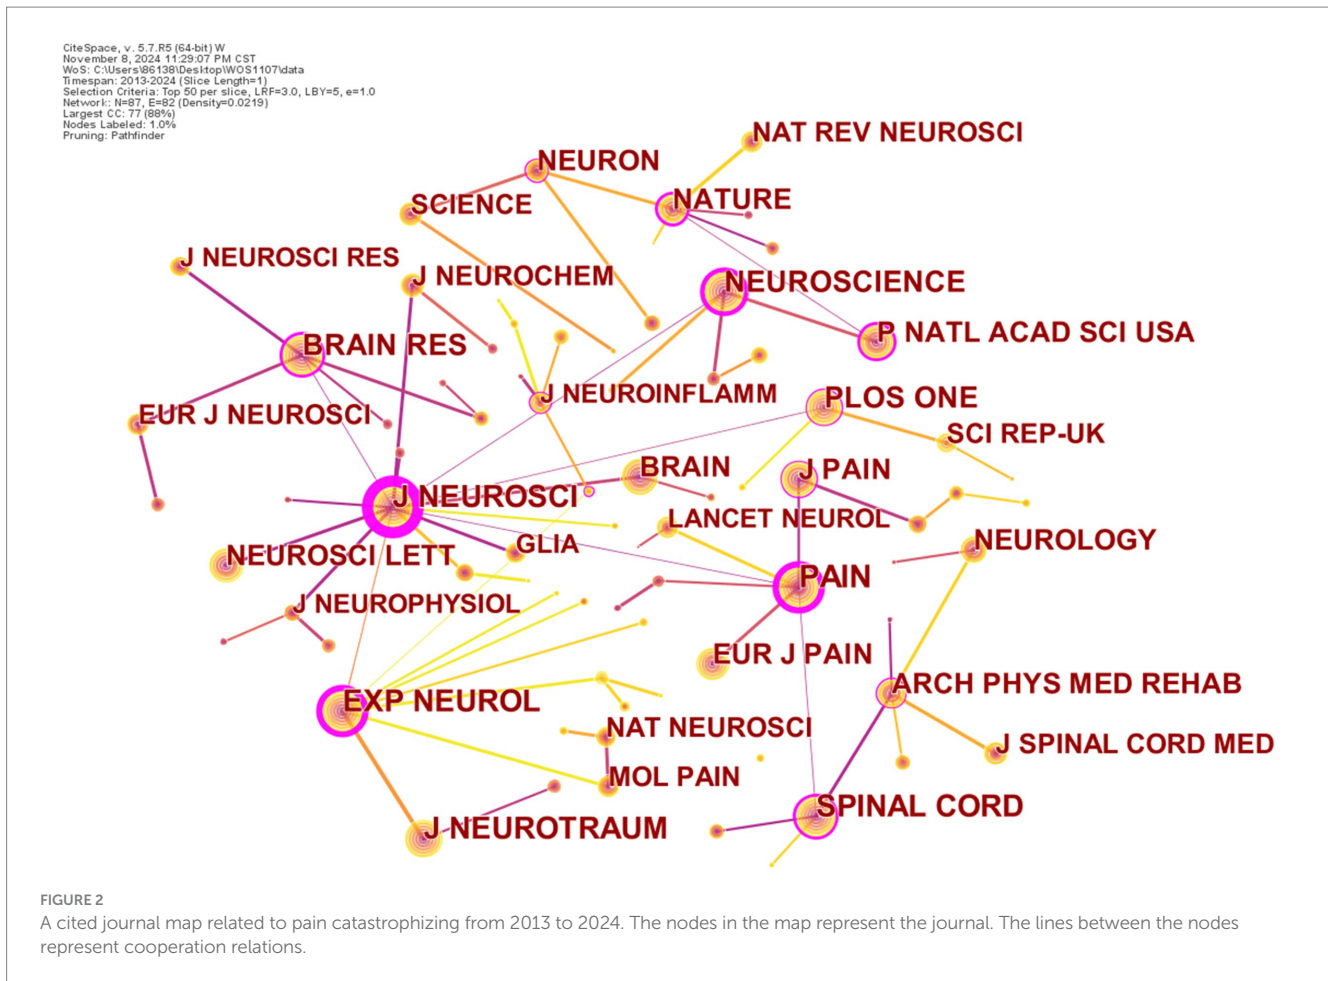 CiteSpace, v. 5.7.R5 (64-bit) W
November 8, 2024 11:29:07 PM CST
WoS: C:\Users\86138\Desktop\WOS1107\data
Timespan: 2013-2024 (Slice Length=1)
Selection Criteria: Top 50 per slice, LRF=3.0, LBY=5, e=1.0
Network: N=87, E=82 (Density=0.0219)
Largest CC: 77 (88%)
Nodes Labeled: 1.0%
Pruning: Pathfinder
NAT REV NEUROSCI
NEURON
NATURE
SCIENCE
J NEUROSCI RES
J NEUROCHEM
NEUROSCIENCE
P NATL ACAD SCI USA
BRAIN RES
J NEUROINFLAMM
PLOS ONE
EUR J NEUROSCI
SCI REP-UK
BRAIN
J PAIN
J NEUROSCI
LANCET NEUROL
NEUROLOGY
GLIA
NEUROSCI LETT
PAIN
J NEUROPHYSIOL
EUR J PAIN
ARCH PHYS MED REHAB
EXP NEUROL
NAT NEUROSCI
J SPINAL CORD MED
MOL PAIN
SPINAL CORD
J NEUROTRAUM
FIGURE 2
A cited journal map related to pain catastrophizing from 2013 to 2024. The nodes in the map represent the journal. The lines between the nodes
represent cooperation relations.